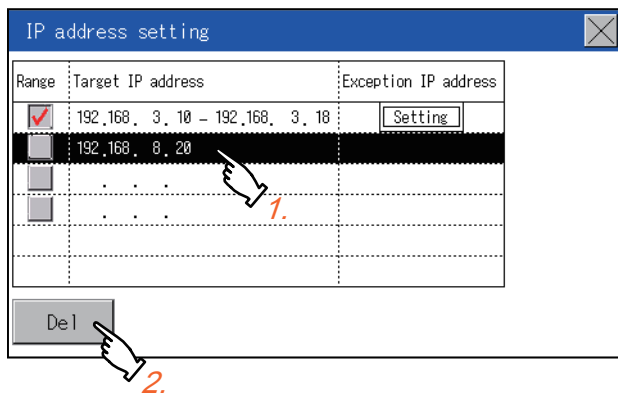 IP address setting
Range Target IP address Exception IP address
192.168. 3. 10 - 192.168. 3. 18 Setting
192.168. 8. 20
. . .
1.
. . .
Del
2.